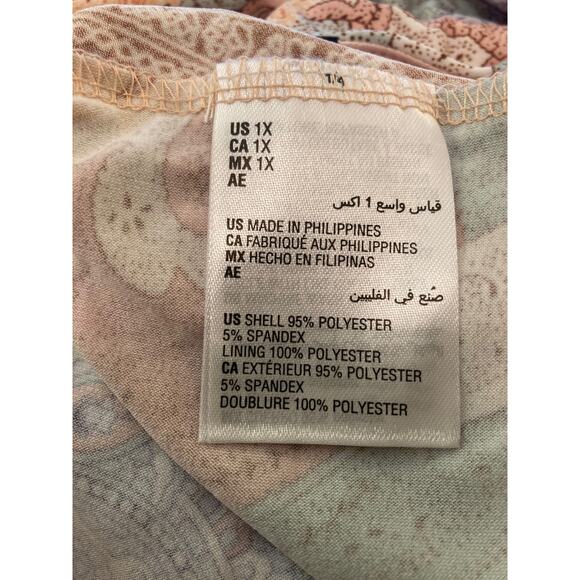 1/4
US 1X
CA 1X
MX 1X
AE
قياس واسع 1 اكس
US MADE IN PHILIPPINES
CA FABRIQUÉ AUX PHILIPPINES
MX HECHO EN FILIPINAS
AE
صُنع في الفليبين
US SHELL 95% POLYESTER
5% SPANDEX
LINING 100% POLYESTER
CA EXTÉRIEUR 95% POLYESTER
5% SPANDEX
DOUBLURE 100% POLYESTER